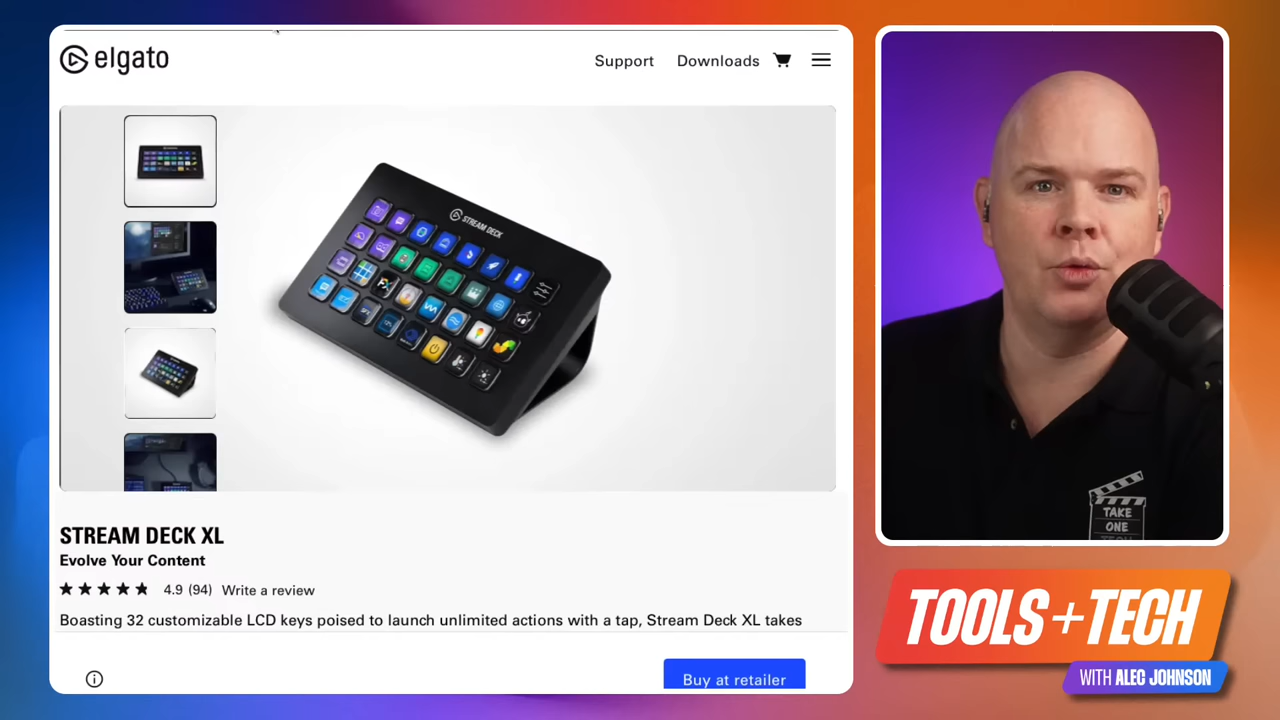 elgato
Support
Downloads
STREAM DECK
STREAM DECK XL
Evolve Your Content
4.9 (94)
Write a review
Boasting 32 customizable LCD keys poised to launch unlimited actions with a tap, Stream Deck XL takes
Buy at retailer
TAKE
ONE
TECH
TOOLS+TECH
WITH ALEC JOHNSON